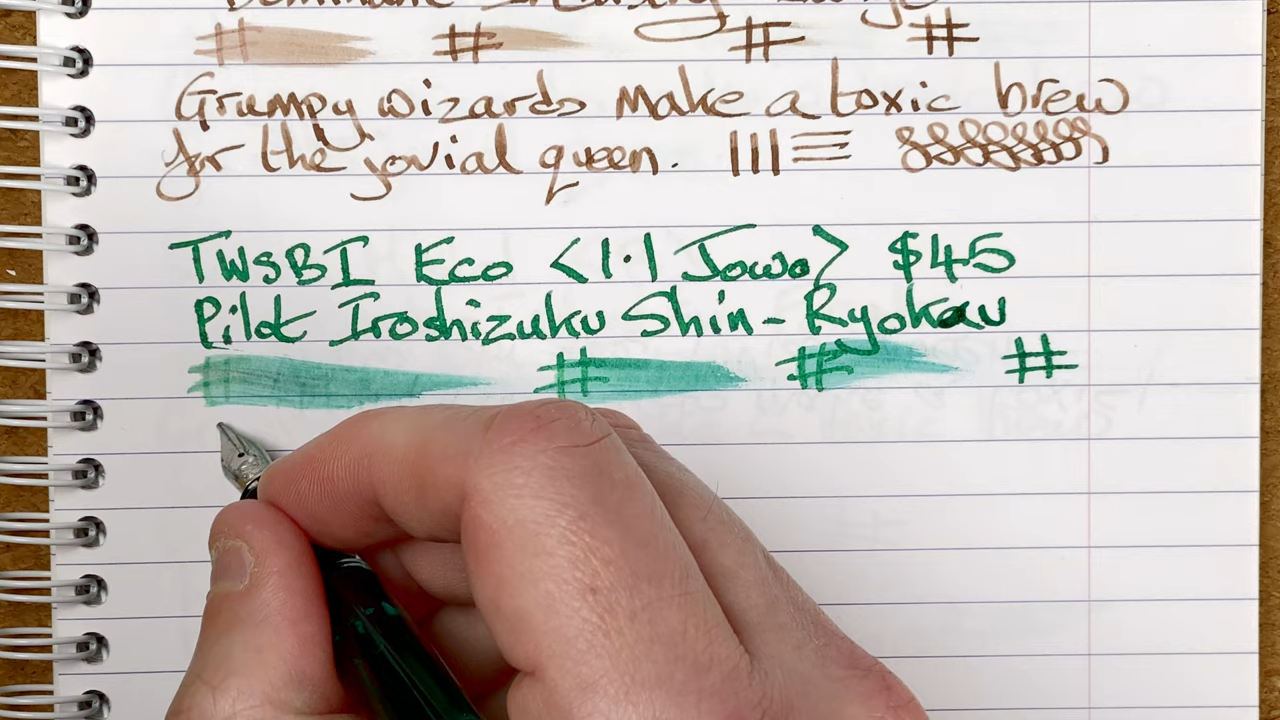 Grumpy wizards make a toxic brew
for the jovial queen.
TWSBI Eco <1.1 Jowo> $45
Pilot Iroshizuku Shin-Ryokau
# # #